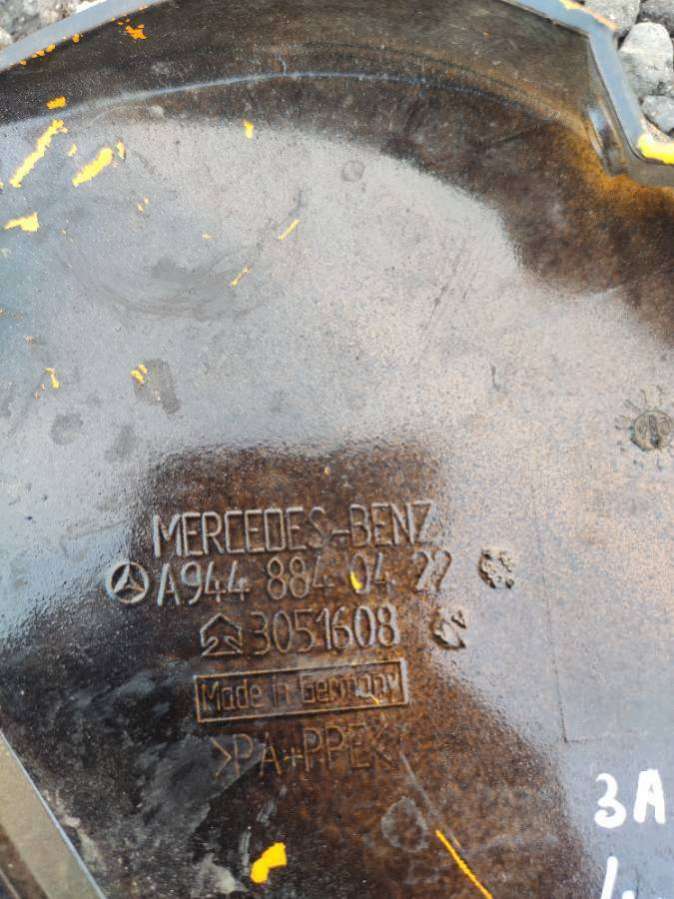 MERCEDES-BENZ
A944 884 04 22
3051608
Made in Germany
>PA+PPE<
3A